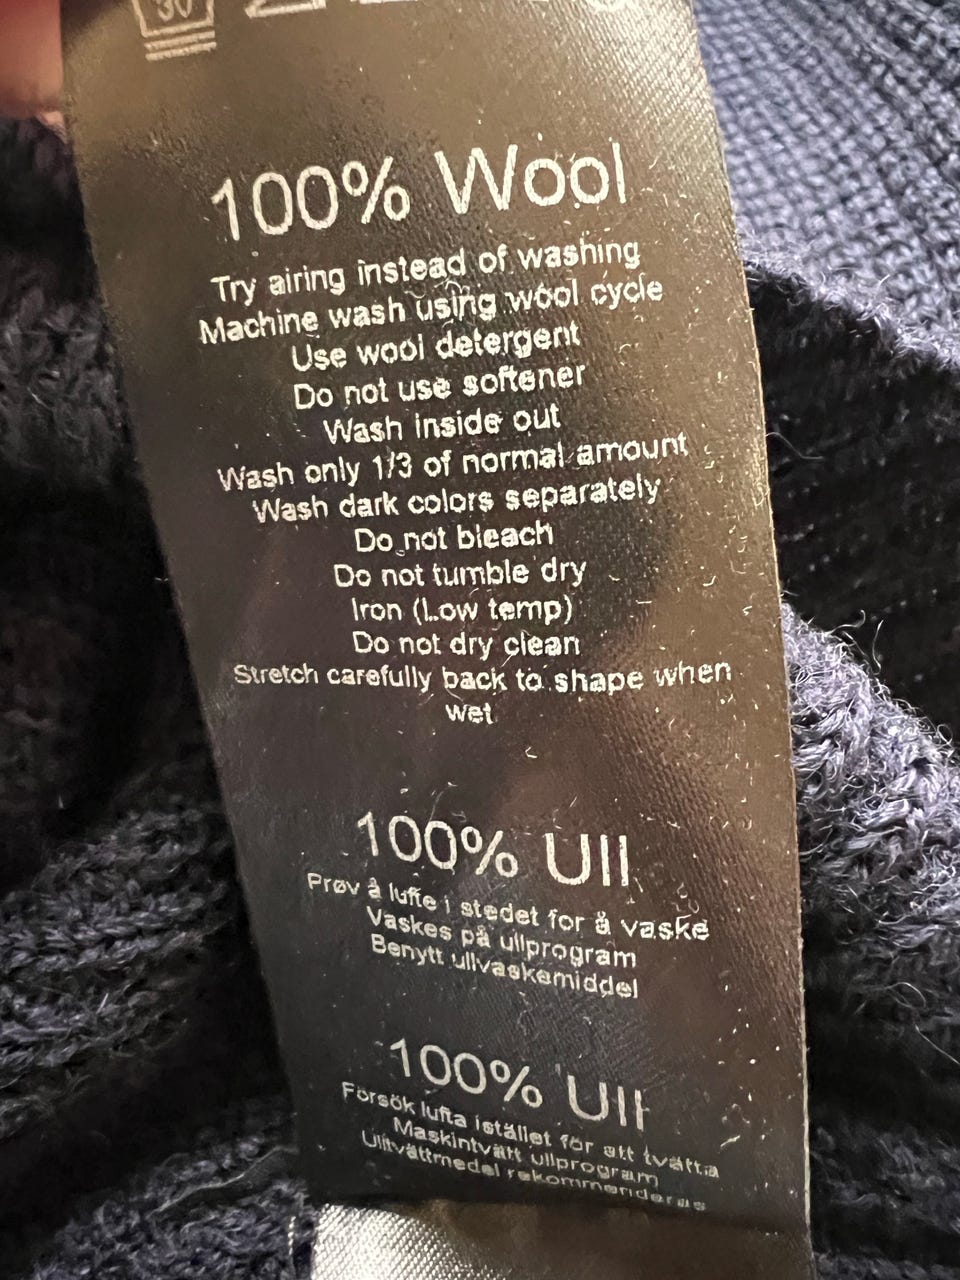 30
100% Wool
Try airing instead of washing
Machine wash using wool cycle
Use wool detergent
Do not use softener
Wash inside out
Wash only 1/3 of normal amount
Wash dark colors separately
Do not bleach
Do not tumble dry
Iron (Low temp)
Do not dry clean
Stretch carefully back to shape when
wet
100% Ull
Prøv å lufte i stedet for å vaske
Vaskes på ullprogram
Benytt ullvaskemiddel
100% Ull
Försök lufta istället för att tvätta
Maskintvätt ullprogram
Ulltvättmedel rekommenderas